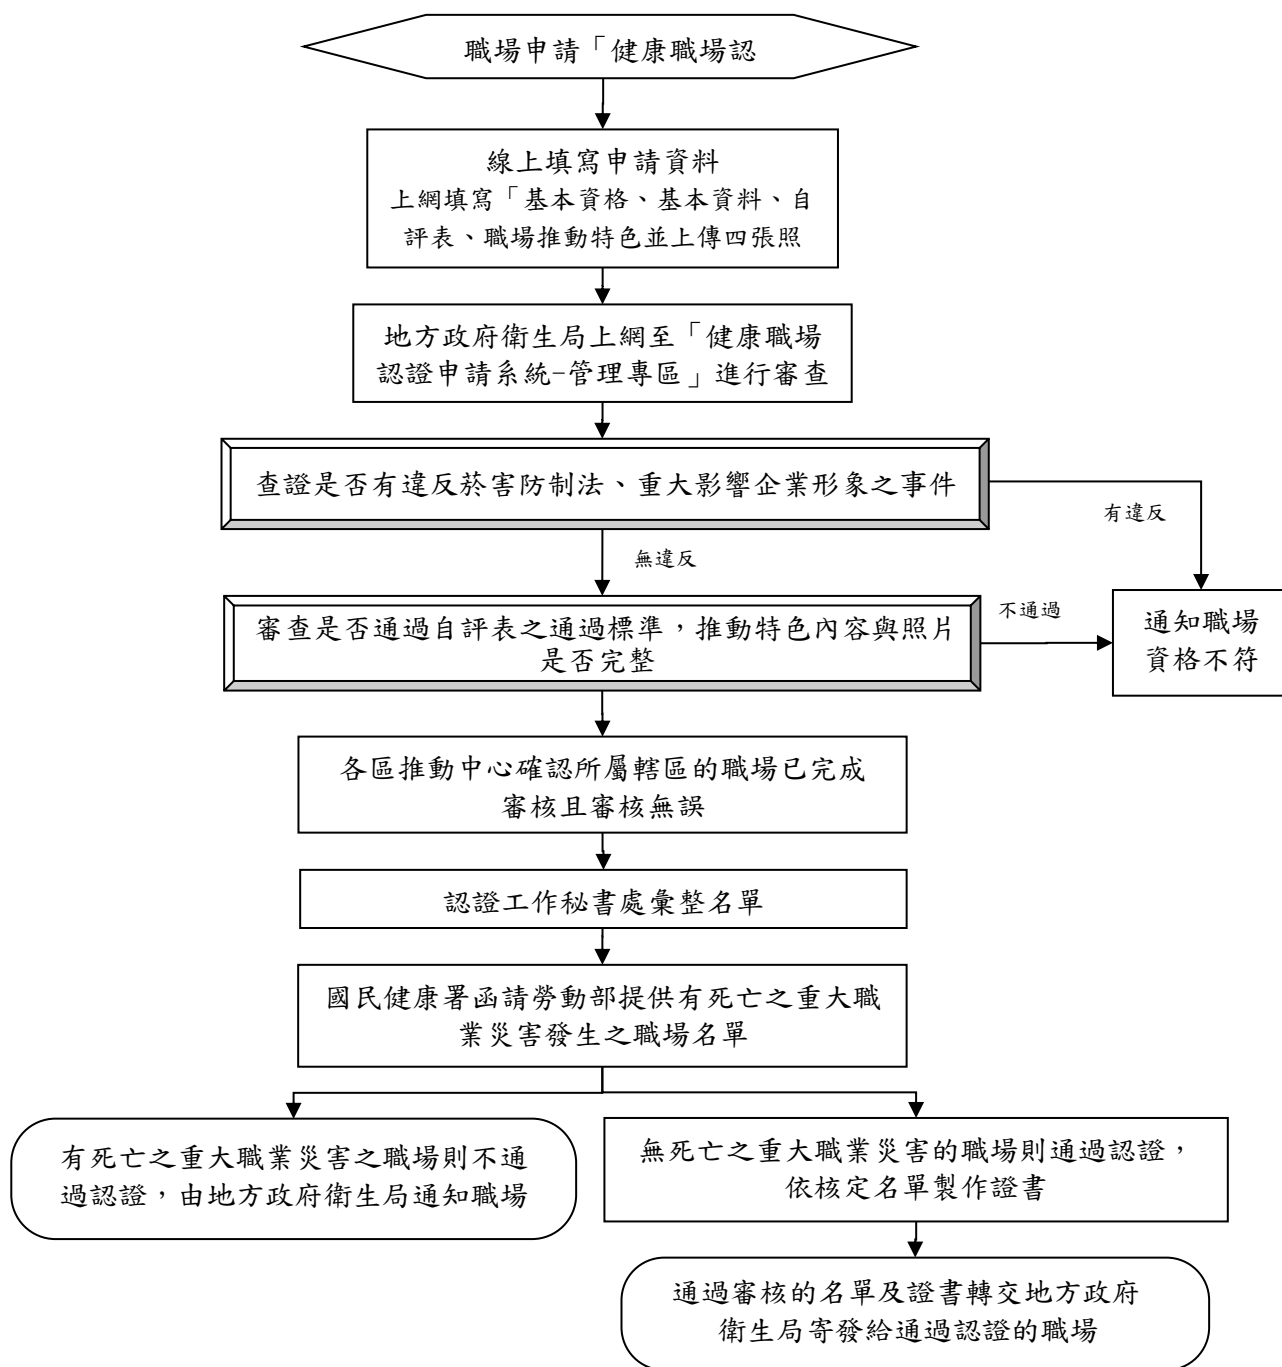 職場申請「健康職場認
線上填寫申請資料
上網填寫「基本資格、基本資料、自
評表、職場推動特色並上傳四張照
地方政府衛生局上網至「健康職場
認證申請系統-管理專區」進行審查
查證是否有違反菸害防制法、重大影響企業形象之事件
有違反
無違反
審查是否通過自評表之通過標準，推動特色內容與照片
是否完整
不通過
通知職場
資格不符
各區推動中心確認所屬轄區的職場已完成
審核且審核無誤
認證工作秘書處彙整名單
國民健康署函請勞動部提供有死亡之重大職
業災害發生之職場名單
有死亡之重大職業災害之職場則不通
過認證，由地方政府衛生局通知職場
無死亡之重大職業災害的職場則通過認證，
依核定名單製作證書
通過審核的名單及證書轉交地方政府
衛生局寄發給通過認證的職場